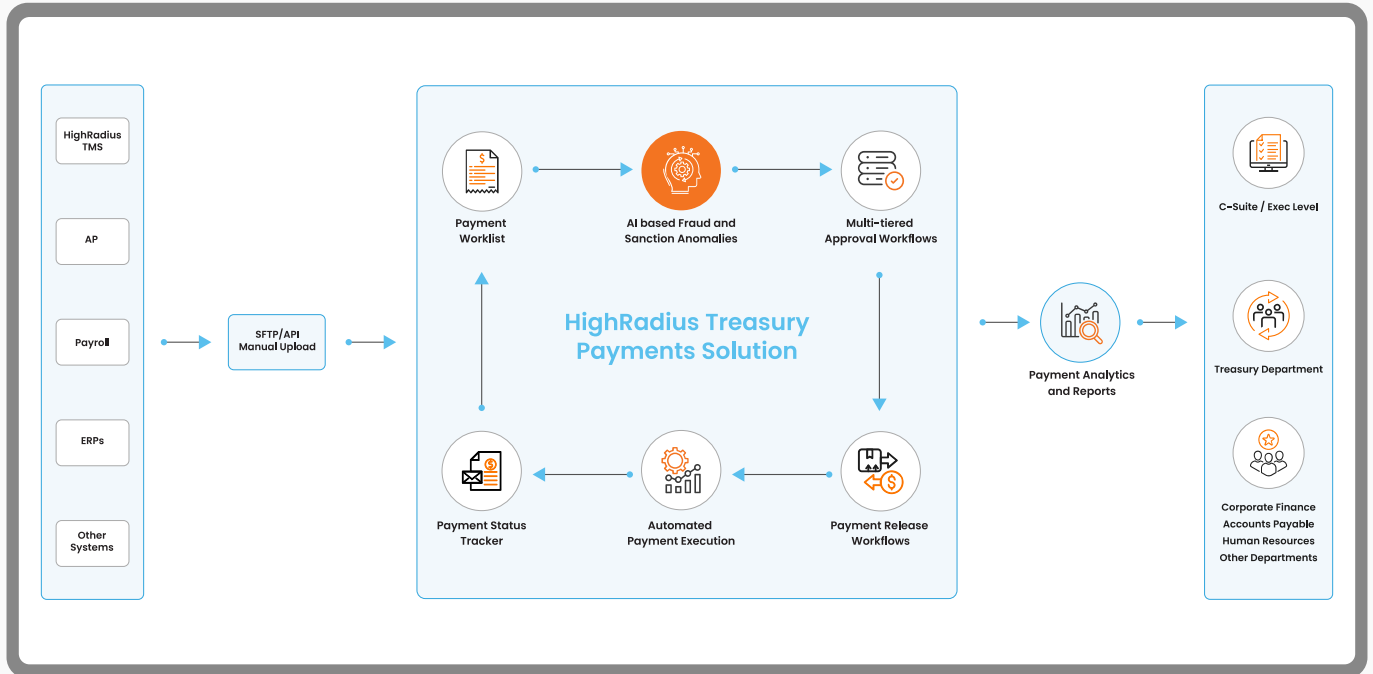 HighRadius
TMS
AP
Payroll
ERPs
Other
Systems
SFTP/API
Manual Upload
Payment
Worklist
AI based Fraud and
Sanction Anomalies
Multi-tiered
Approval Workflows
HighRadius Treasury
Payments Solution
Payment Status
Tracker
Automated
Payment Execution
Payment Release
Workflows
Payment Analytics
and Reports
C-Suite / Exec Level
Treasury Department
Corporate Finance
Accounts Payable
Human Resources
Other Departments